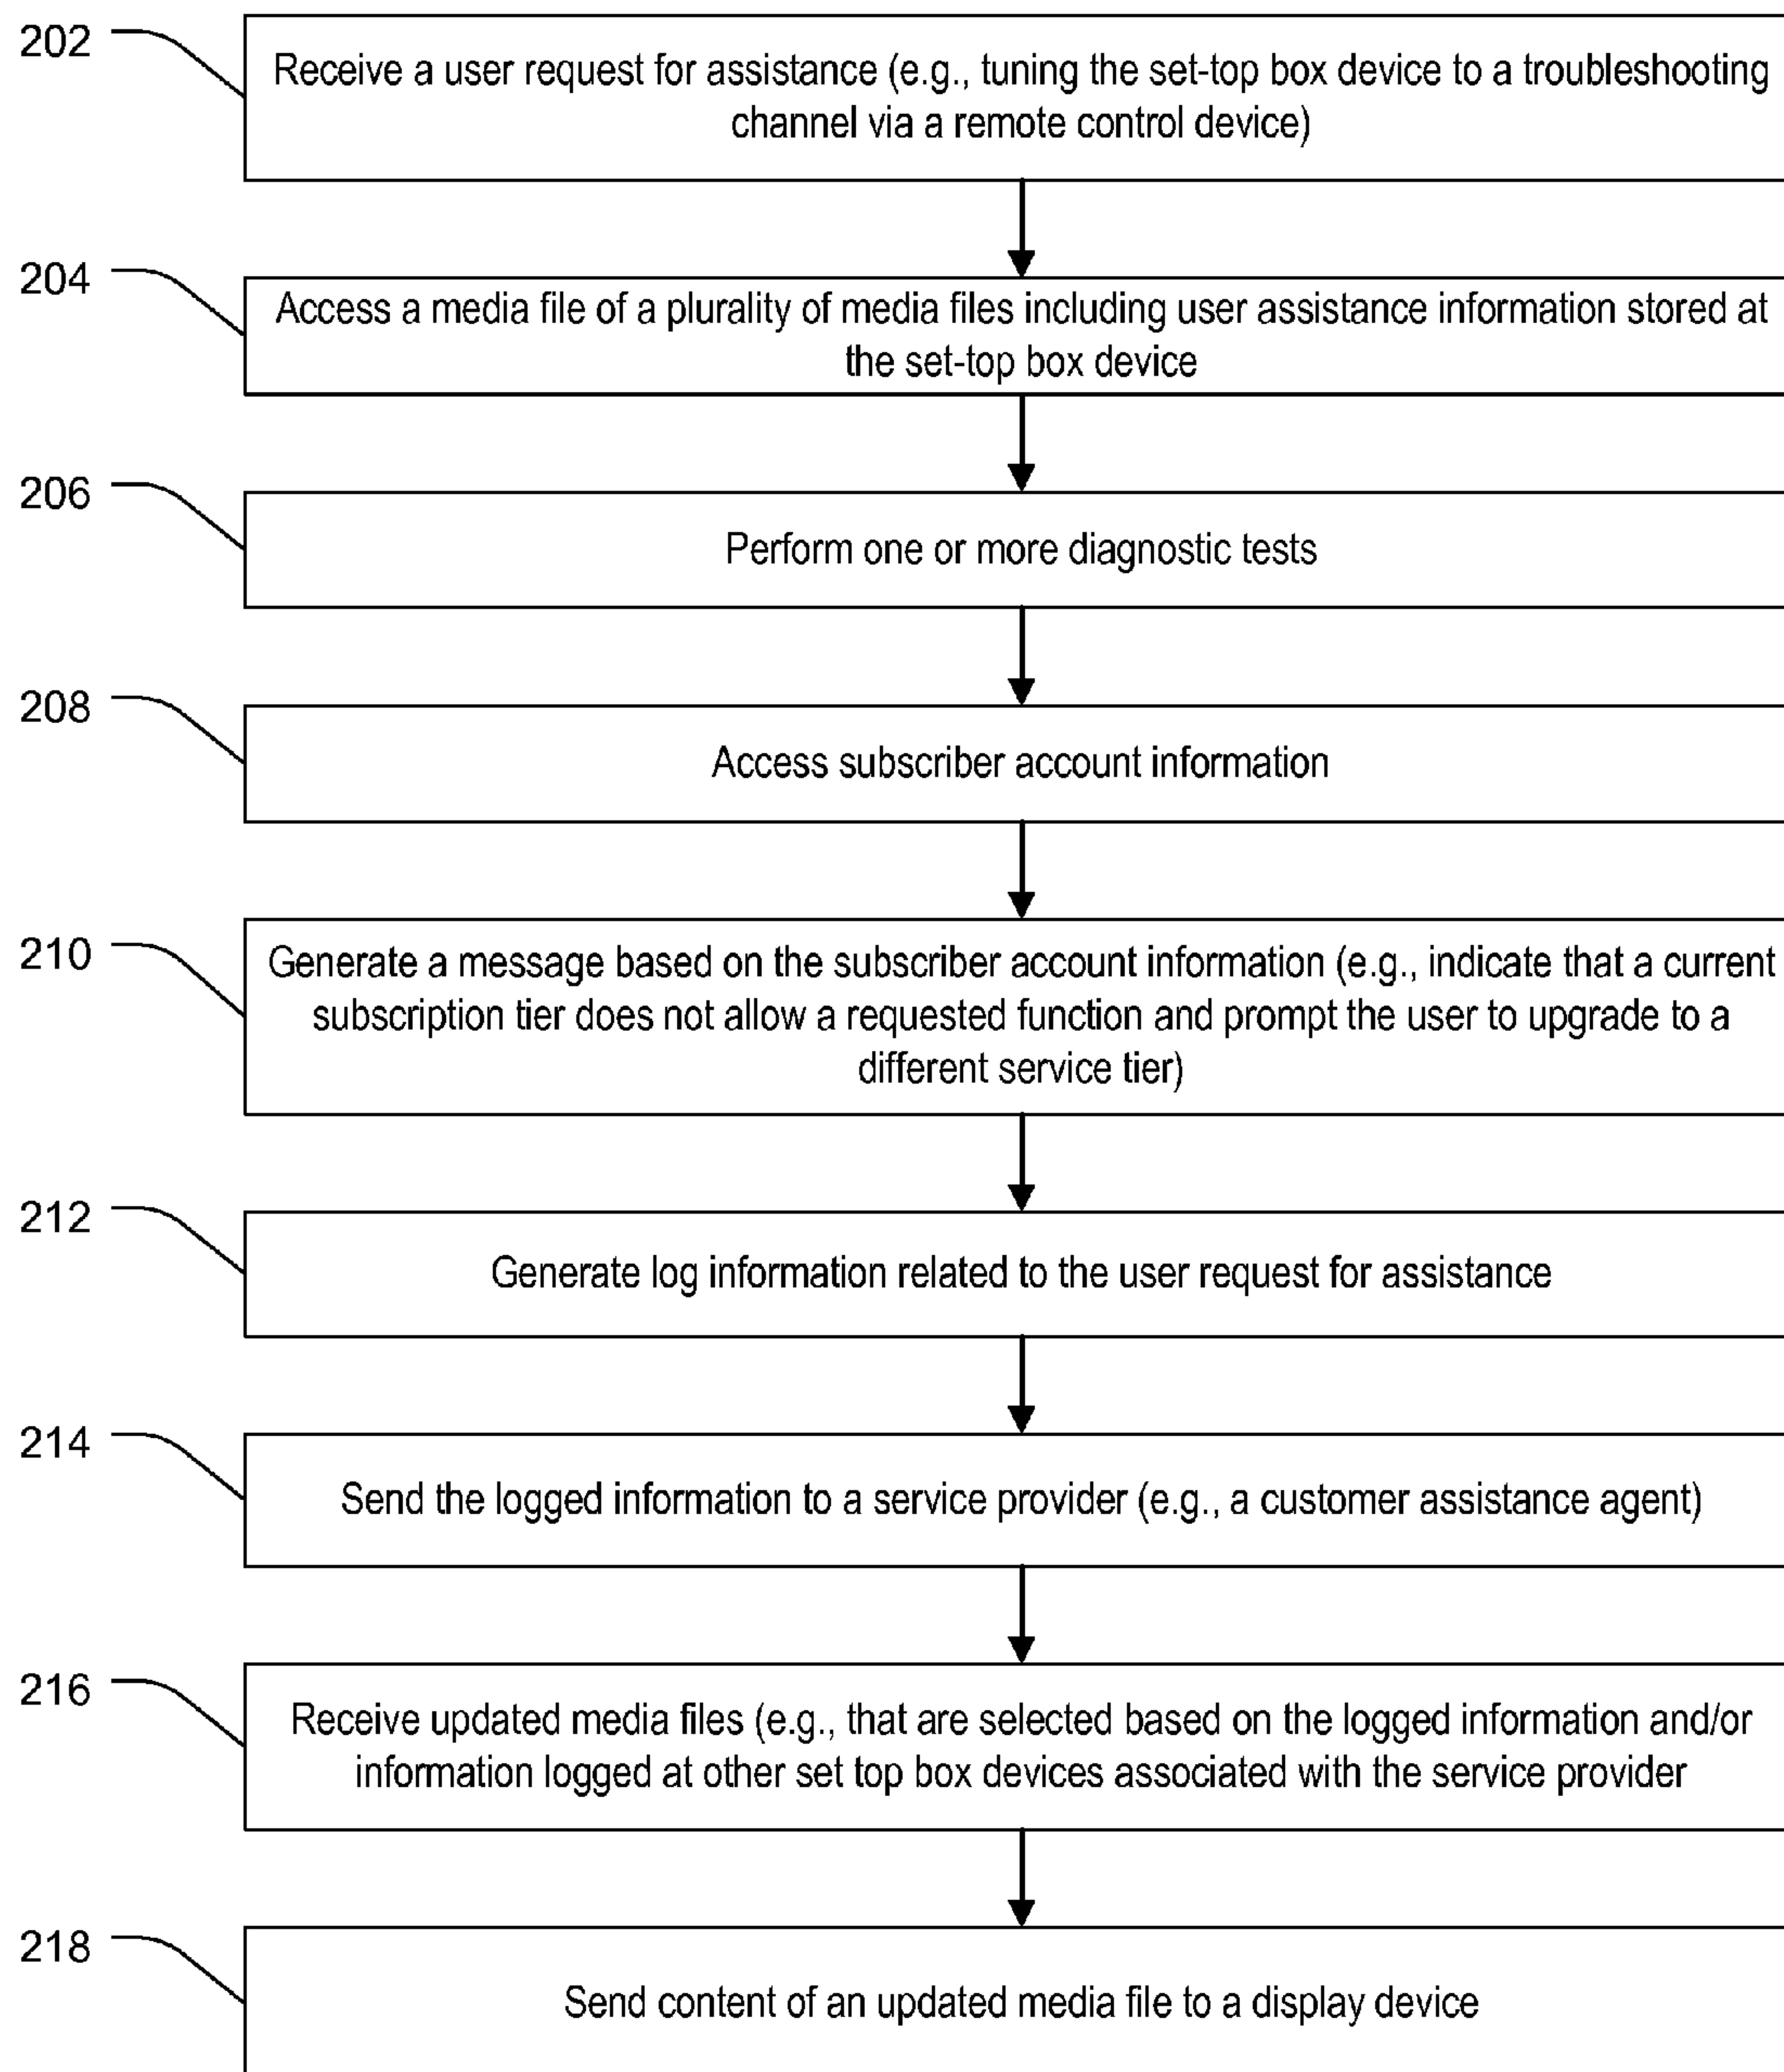 202
Receive a user request for assistance (e.g., tuning the set-top box device to a troubleshooting
channel via a remote control device)
204
Access a media file of a plurality of media files including user assistance information stored at
the set-top box device
206
Perform one or more diagnostic tests
208
Access subscriber account information
210
Generate a message based on the subscriber account information (e.g., indicate that a current
subscription tier does not allow a requested function and prompt the user to upgrade to a
different service tier)
212
Generate log information related to the user request for assistance
214
Send the logged information to a service provider (e.g., a customer assistance agent)
216
Receive updated media files (e.g., that are selected based on the logged information and/or
information logged at other set top box devices associated with the service provider
218
Send content of an updated media file to a display device